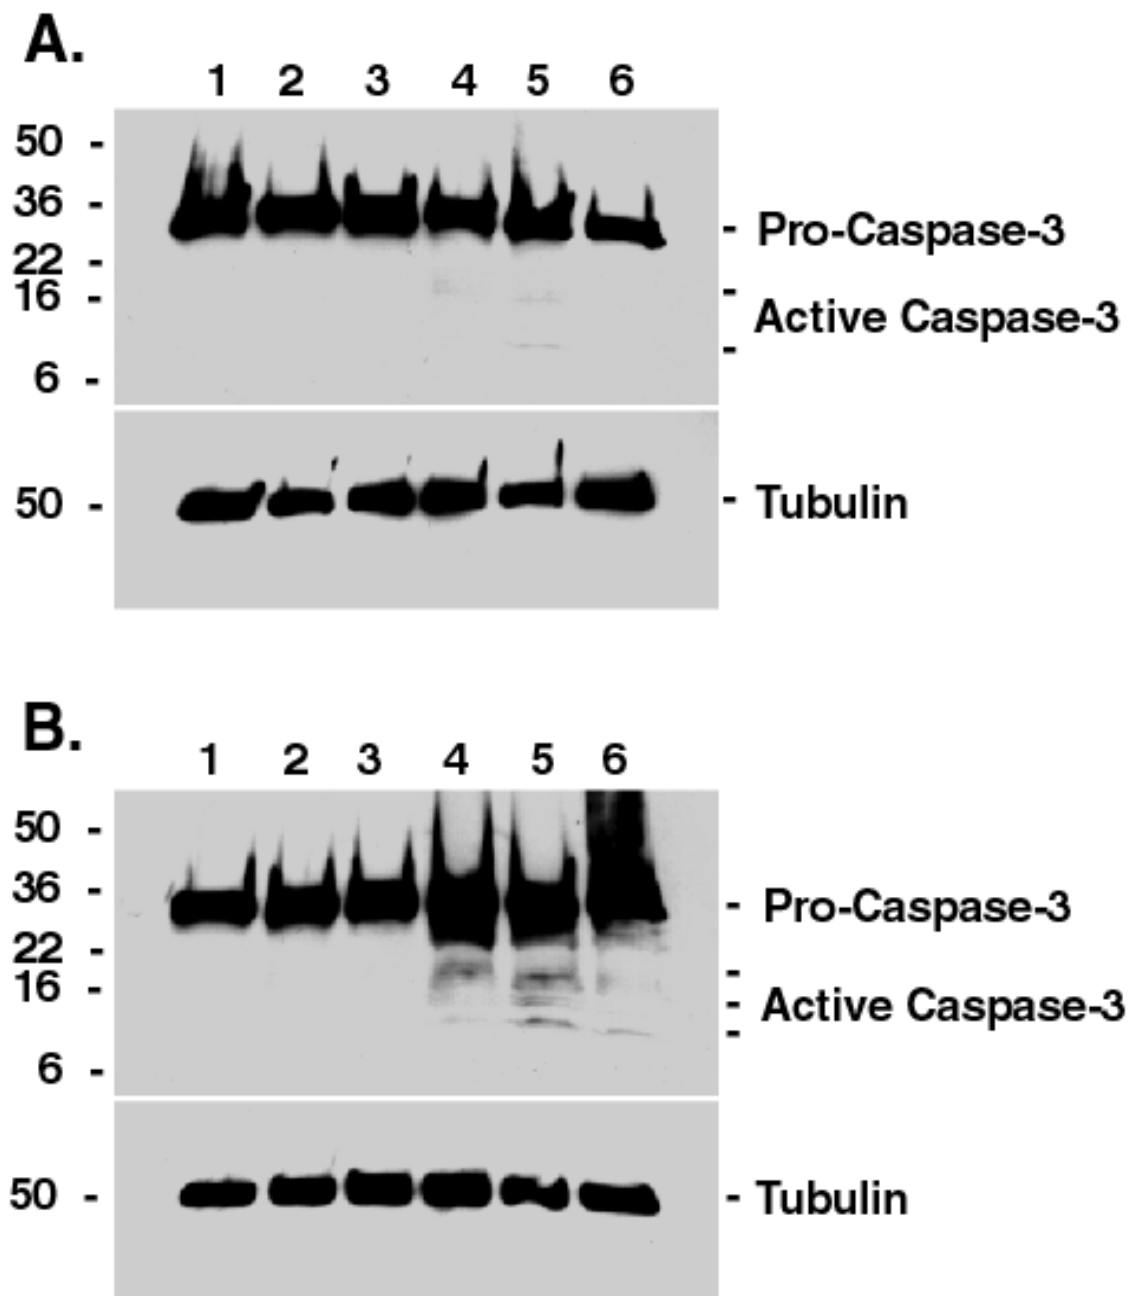 A.
1 2 3 4 5 6
50 -
36 -
- Pro-Caspase-3
22 -
16 -
- Active Caspase-3
-
6 -
50 -
- Tubulin
B.
1 2 3 4 5 6
50 -
36 -
- Pro-Caspase-3
22 -
16 -
- Active Caspase-3
-
-
6 -
50 -
- Tubulin